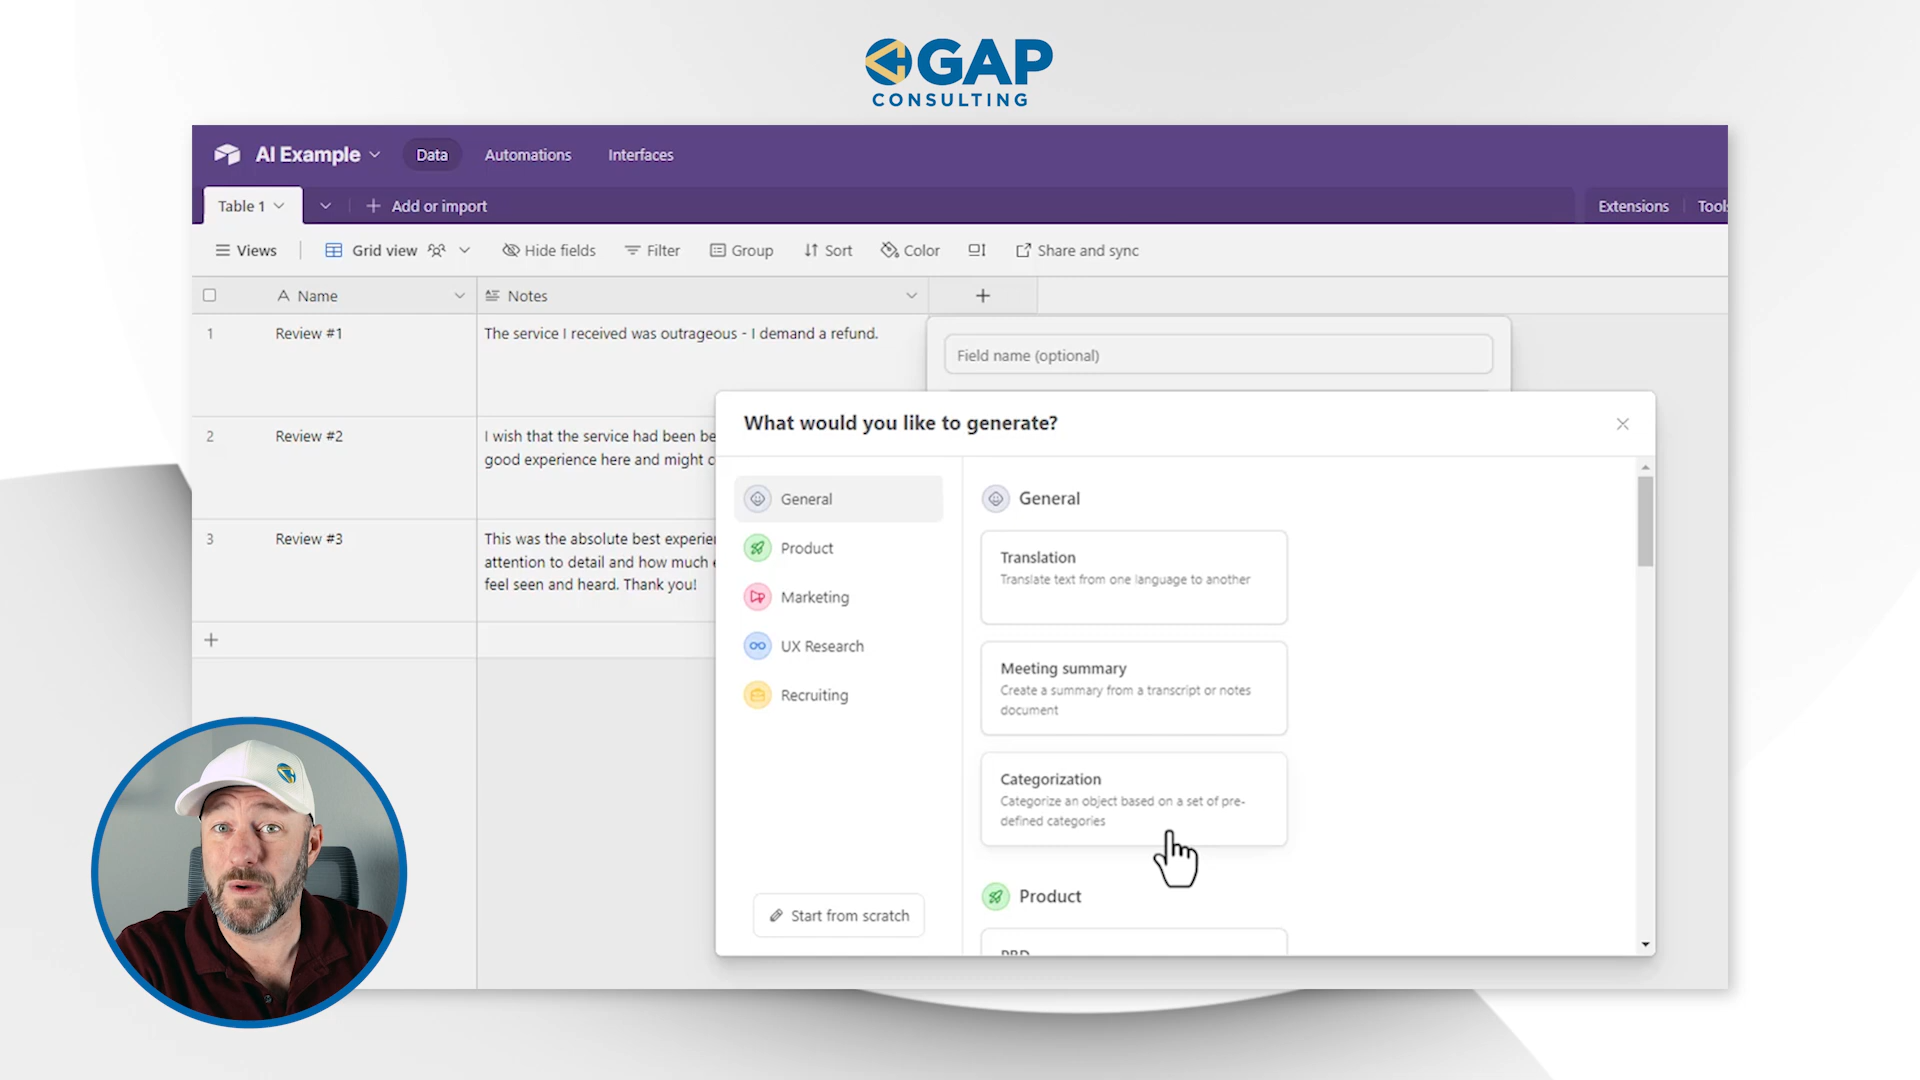 GAP
CONSULTING
AI Example
Data
Automations
Interfaces
Table 1
Add or import
Extensions
Tools
Views
Grid view
Hide fields
Filter
Group
Sort
Color
Share and sync
Name
Notes
1
Review #1
The service I received was outrageous - I demand a refund.
Field name (optional)
2
Review #2
I wish that the service had been be
good experience here and might c
3
Review #3
This was the absolute best experien
attention to detail and how much e
feel seen and heard. Thank you!
What would you like to generate?
General
Product
Marketing
UX Research
Recruiting
Start from scratch
General
Translation
Translate text from one language to another
Meeting summary
Create a summary from a transcript or notes
document
Categorization
Categorize an object based on a set of pre-
defined categories
Product
PRD